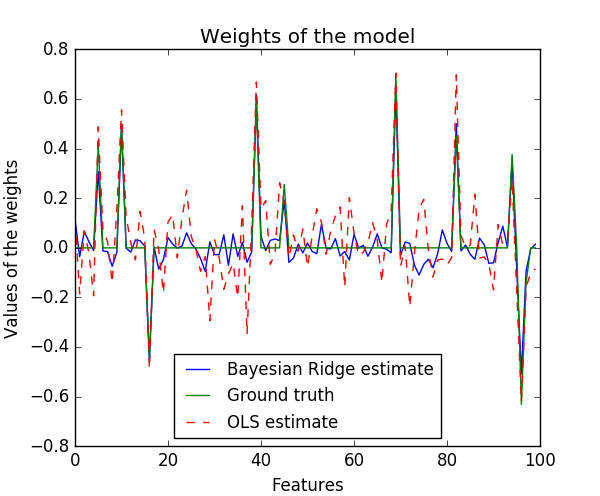 Weights of the model
Values of the weights
0.8
0.6
0.4
0.2
0.0
−0.2
−0.4
−0.6
−0.8
Bayesian Ridge estimate
Ground truth
OLS estimate
0 20 40 60 80 100
Features